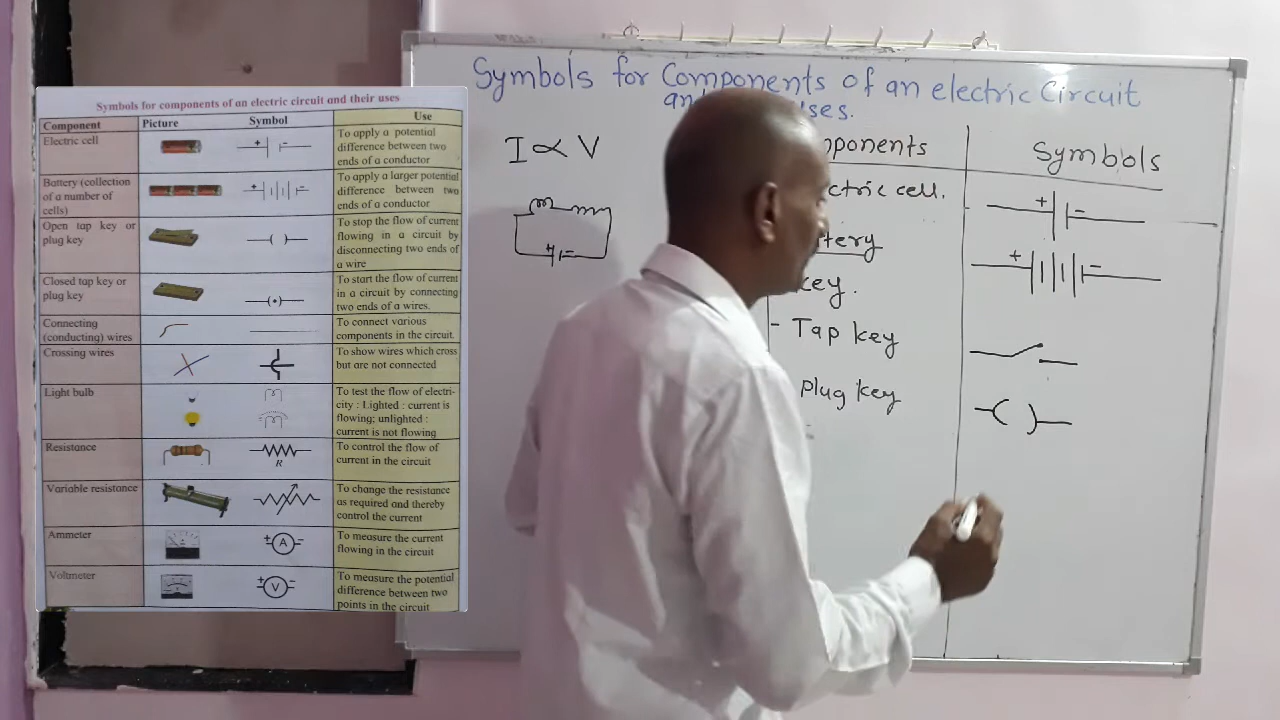 Symbols for components of an electric circuit and their uses
Component Picture Symbol Use
Electric cell
+ -
To apply a potential
difference between two
ends of a conductor
Battery (collection
of a number of
cells)
+ -
To apply a larger potential
difference between two
ends of a conductor
Open tap key or
plug key
To stop the flow of current
flowing in a circuit by
disconnecting two ends of
a wire
Closed tap key or
plug key
To start the flow of current
in a circuit by connecting
two ends of a wires.
Connecting
(conducting) wires
To connect various
components in the circuit.
Crossing wires
To show wires which cross
but are not connected
Light bulb
To test the flow of electri-
city : Lighted : current is
flowing; unlighted :
current is not flowing
Resistance
R
To control the flow of
current in the circuit
Variable resistance
To change the resistance
as required and thereby
control the current
Ammeter
+ A -
To measure the current
flowing in the circuit
Voltmeter
+ V -
To measure the potential
difference between two
points in the circuit
Symbols for Components of an electric Circuit
ses.
I ∝ V
ponents
Symbols
ctric cell.
+ -
tery
+ -
key.
- Tap key
Plug key